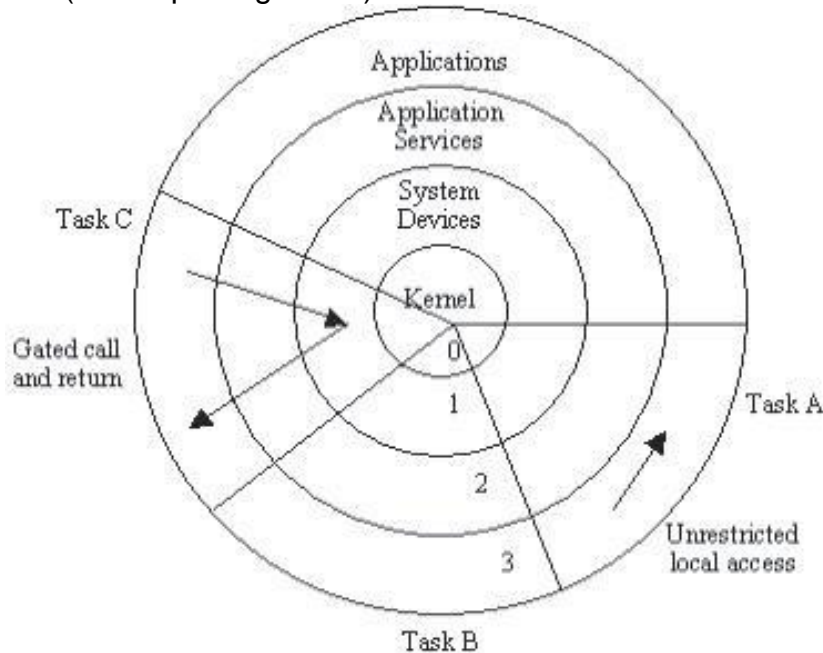 Applications
Application
Services
System
Devices
Task C
Kernel
0
Gated call
and return
1
Task A
2
Unrestricted
local access
3
Task B